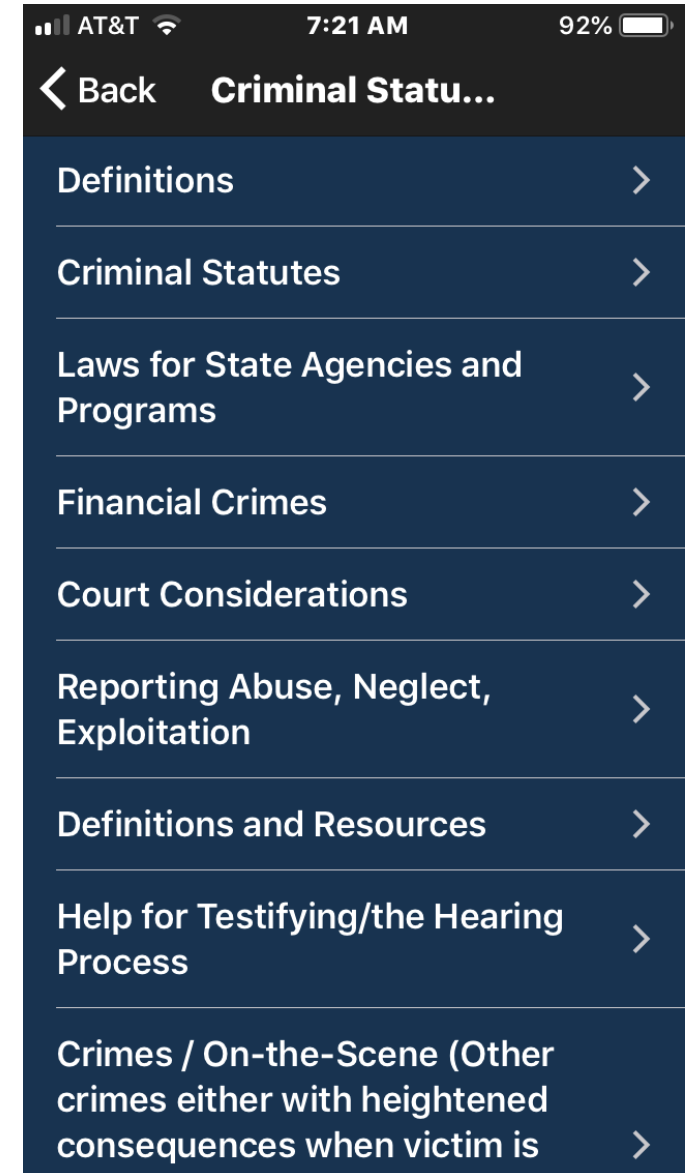 AT&T 7:21 AM 92%
Back Criminal Statu...
Definitions
Criminal Statutes
Laws for State Agencies and
Programs
Financial Crimes
Court Considerations
Reporting Abuse, Neglect,
Exploitation
Definitions and Resources
Help for Testifying/the Hearing
Process
Crimes / On-the-Scene (Other
crimes either with heightened
consequences when victim is